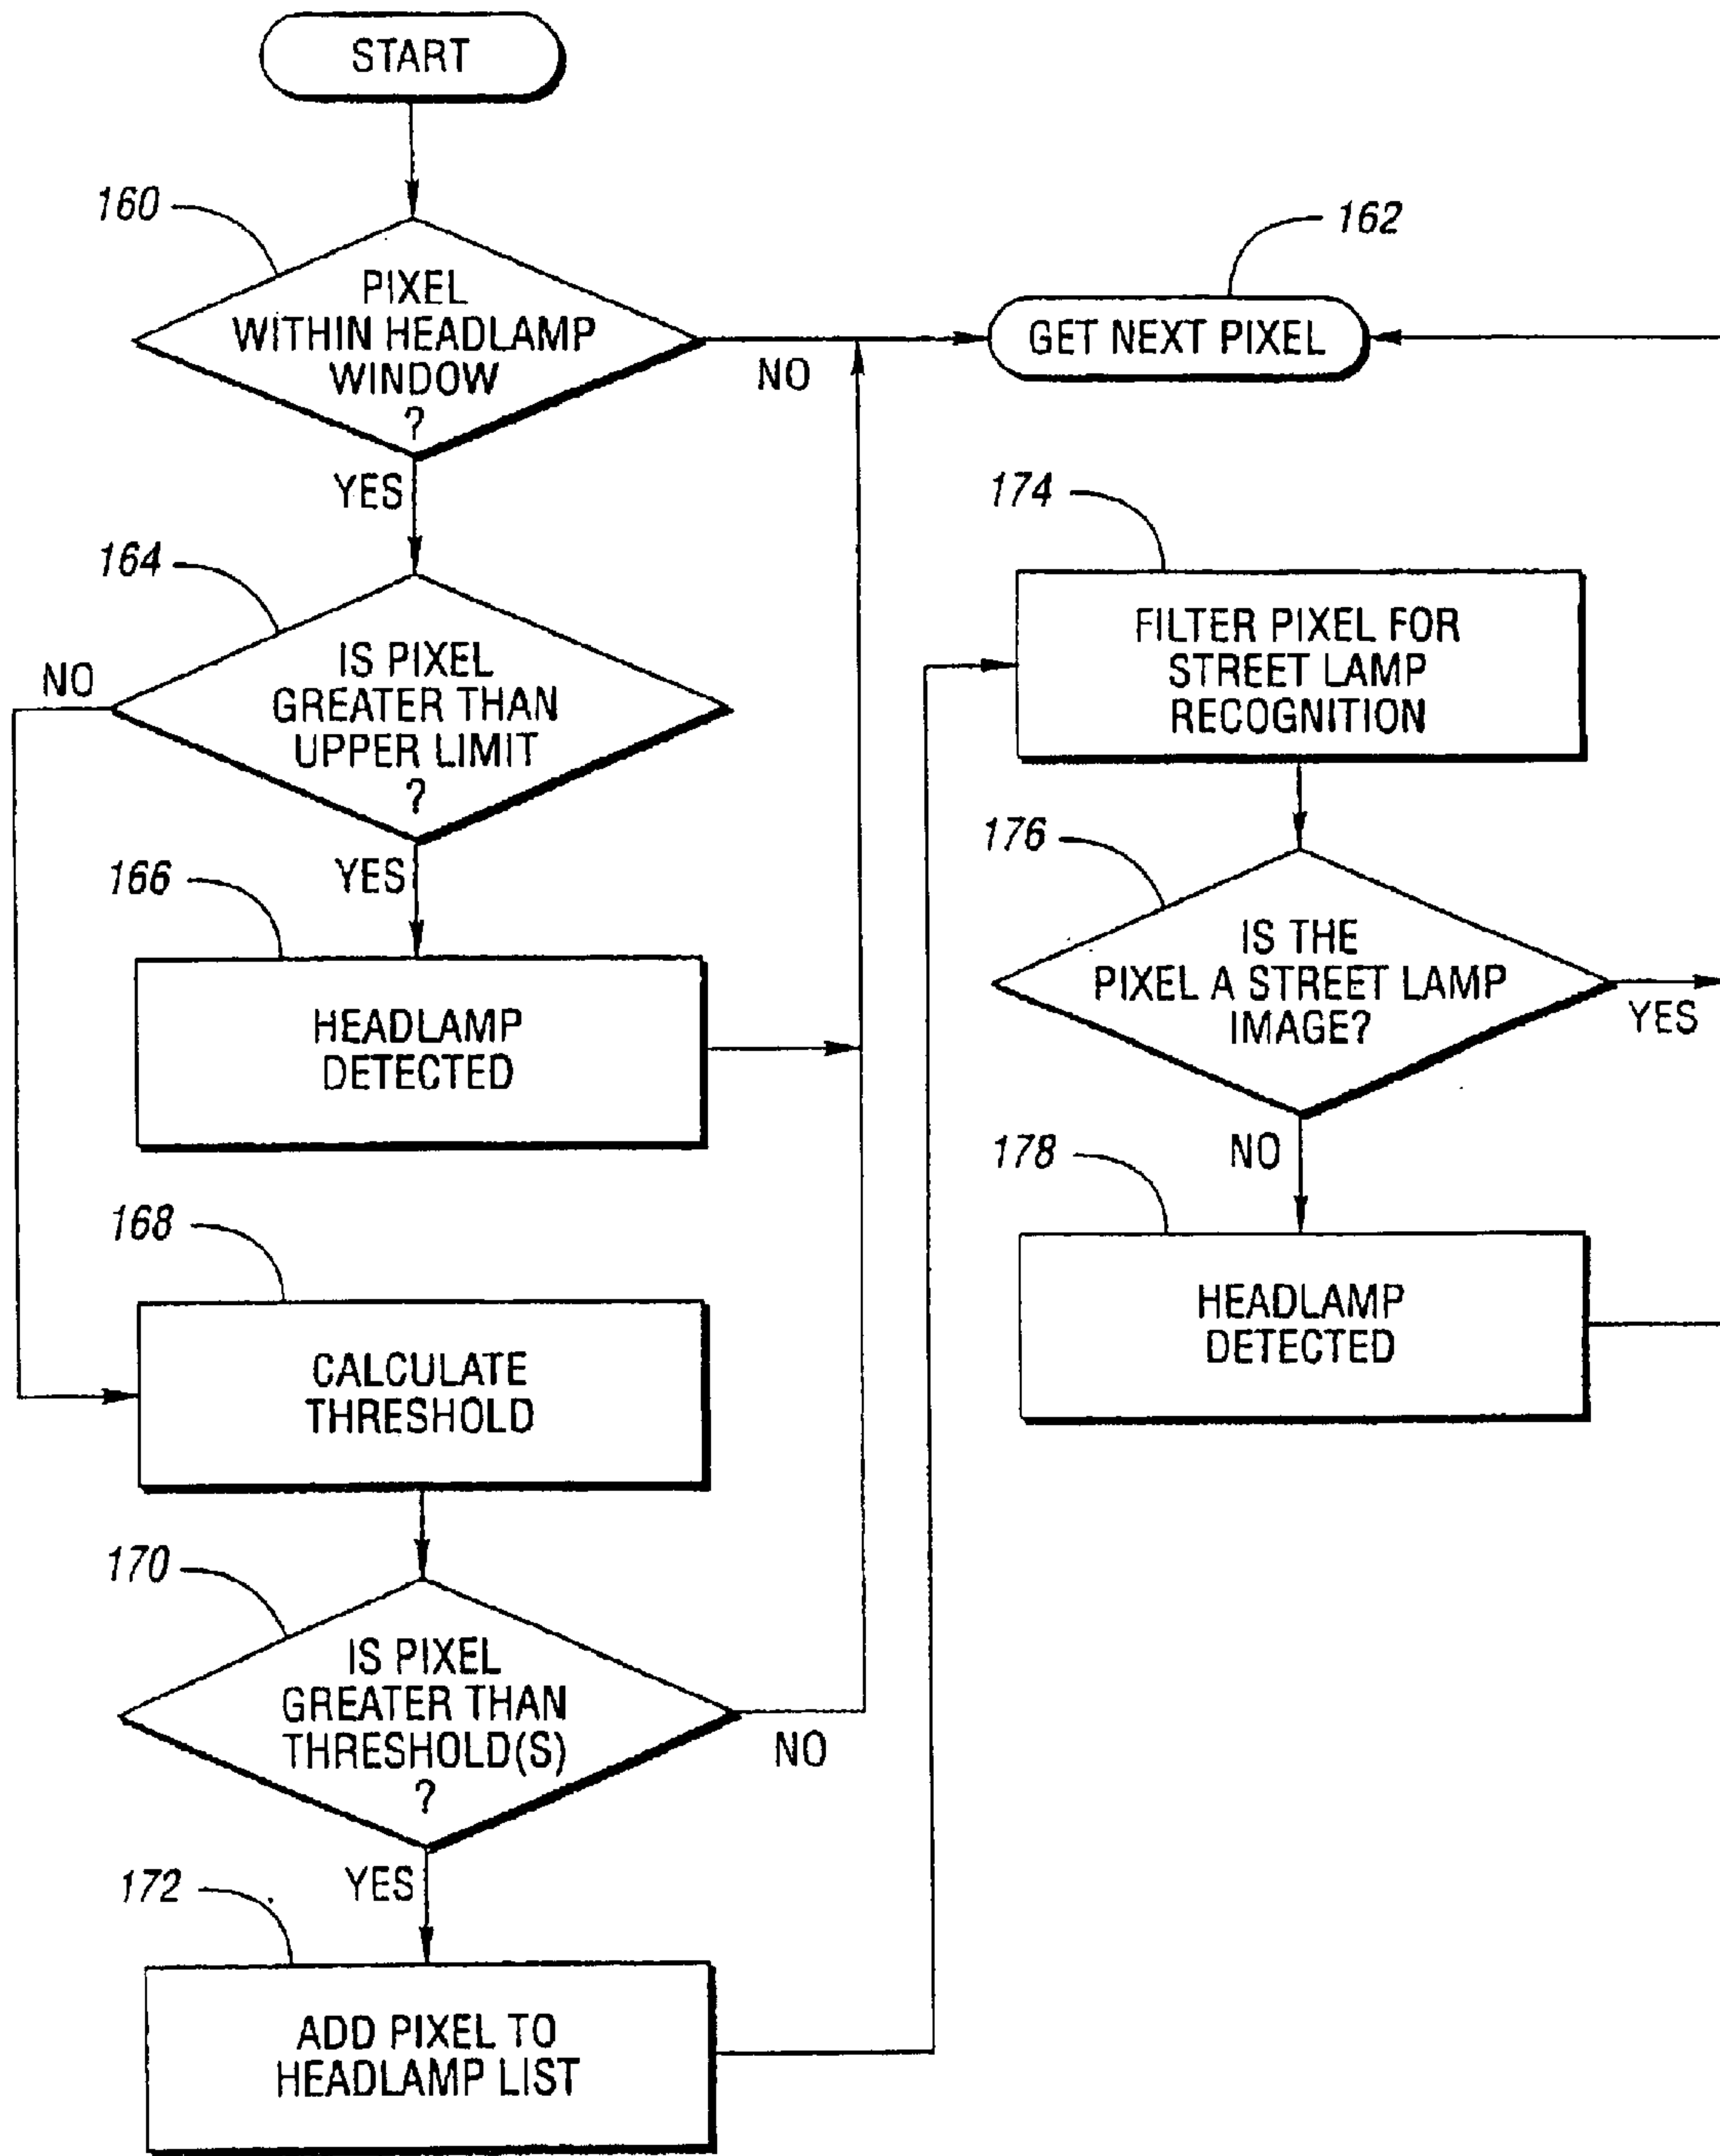 START
160
PIXEL
WITHIN HEADLAMP
WINDOW
?
NO
YES
162
GET NEXT PIXEL
164
IS PIXEL
GREATER THAN
UPPER LIMIT
?
NO
YES
166
HEADLAMP
DETECTED
168
CALCULATE
THRESHOLD
170
IS PIXEL
GREATER THAN
THRESHOLD(S)
?
NO
YES
172
ADD PIXEL TO
HEADLAMP LIST
174
FILTER PIXEL FOR
STREET LAMP
RECOGNITION
176
IS THE
PIXEL A STREET LAMP
IMAGE?
YES
NO
178
HEADLAMP
DETECTED